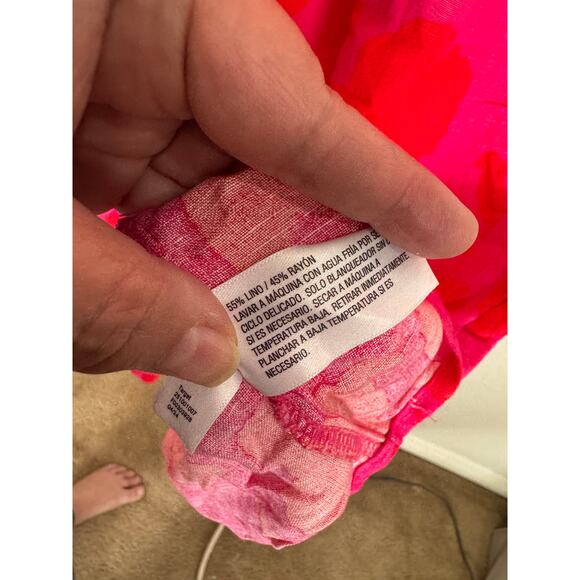 55% LINO / 45% RAYÓN
LAVAR A MÁQUINA CON AGUA FRÍA POR SE
CICLO DELICADO. SOLO BLANQUEADOR SIN C
SI ES NECESARIO. SECAR A MÁQUINA A
TEMPERATURA BAJA. RETIRAR INMEDIATAMENTE
PLANCHAR A BAJA TEMPERATURA SI ES
NECESARIO.
Target